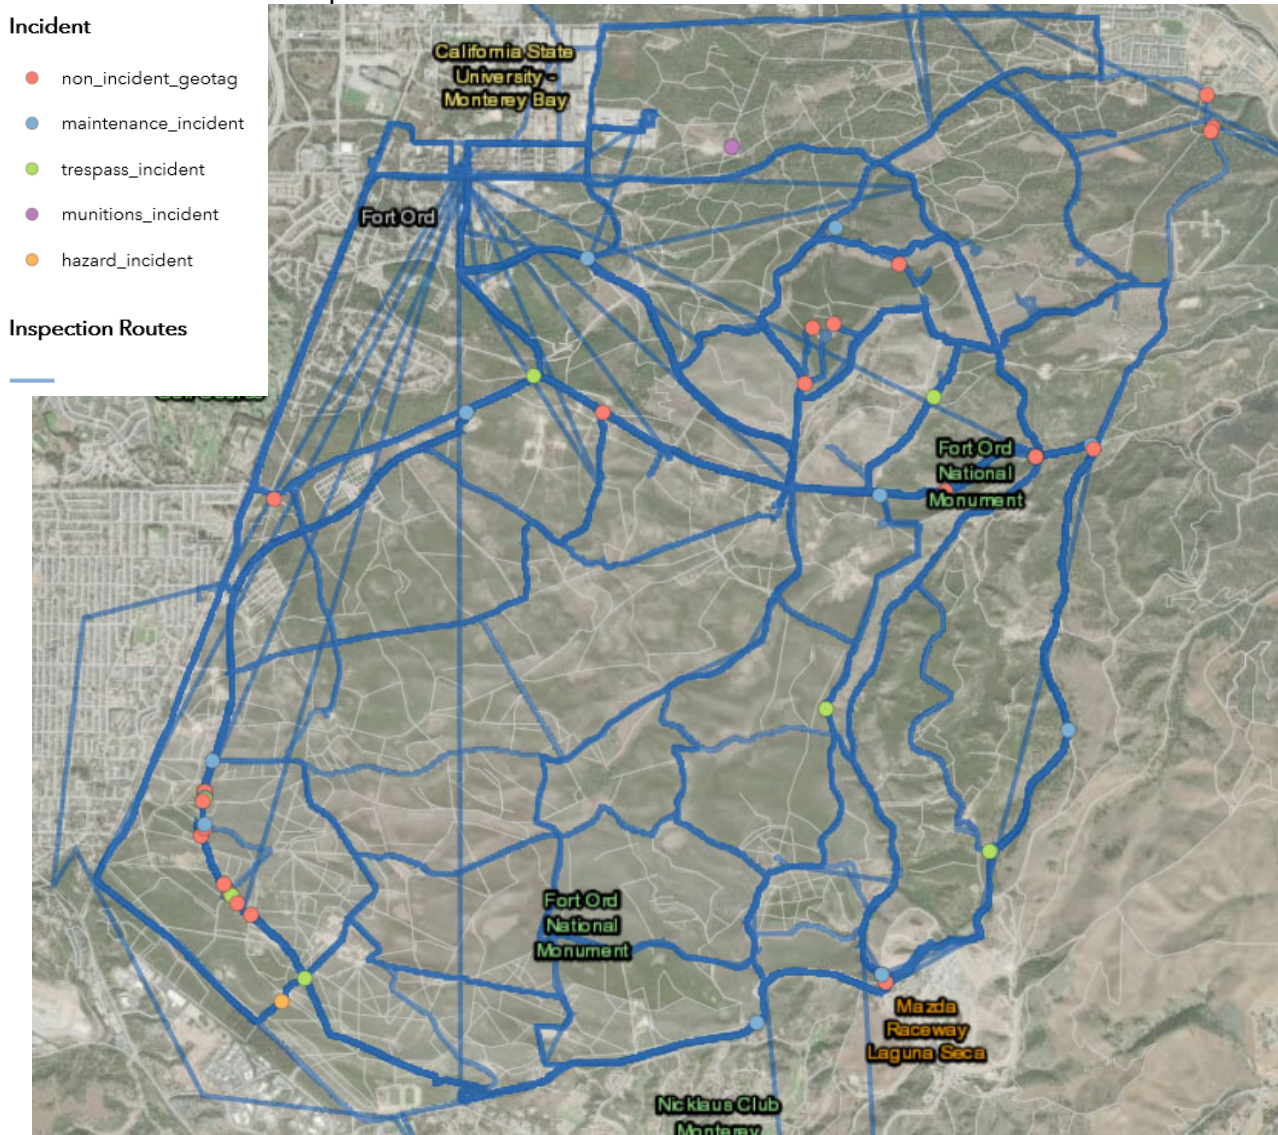 Incident
non_incident_geotag
maintenance_incident
trespass_incident
munitions_incident
hazard_incident
Inspection Routes
California State
University -
Monterey Bay
Fort Ord
Fort Ord
National
Monument
Fort Ord
National
Monument
Mazda
Raceway
Laguna Seca
Nicklaus Club
Monterey